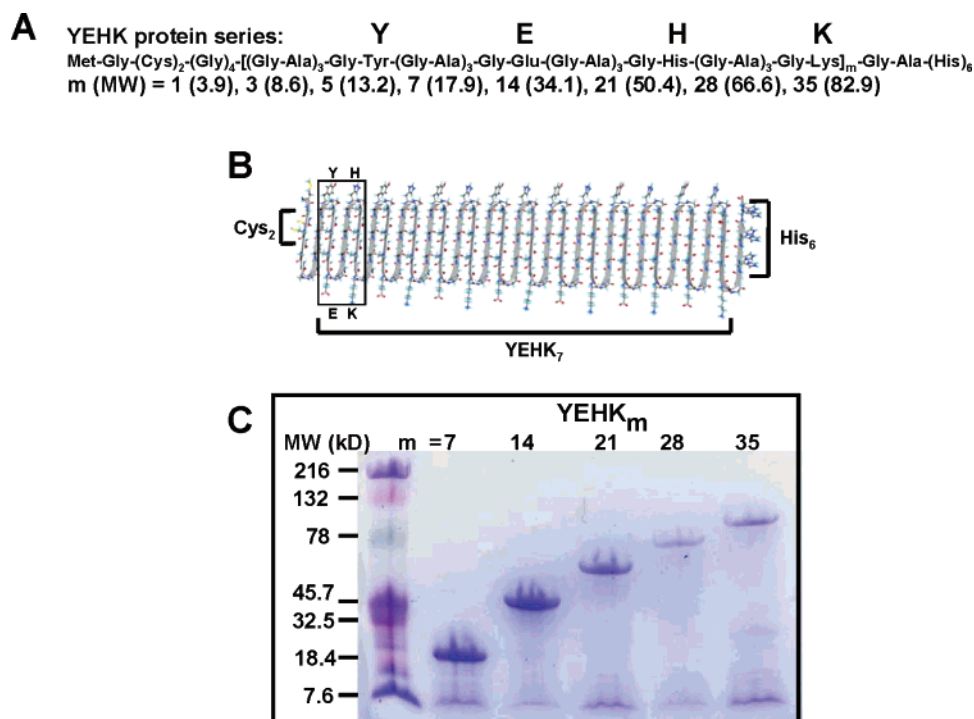 A
YEHK protein series: Y E H K
Met-Gly-(Cys)2-(Gly)4-[(Gly-Ala)3-Gly-Tyr-(Gly-Ala)3-Gly-Glu-(Gly-Ala)3-Gly-His-(Gly-Ala)3-Gly-Lys]m-Gly-Ala-(His)6
m (MW) = 1 (3.9), 3 (8.6), 5 (13.2), 7 (17.9), 14 (34.1), 21 (50.4), 28 (66.6), 35 (82.9)
B
Y H
Cys2
His6
E K
YEHK7
C
YEHKm
MW (kD) m =7 14 21 28 35
216
132
78
45.7
32.5
18.4
7.6